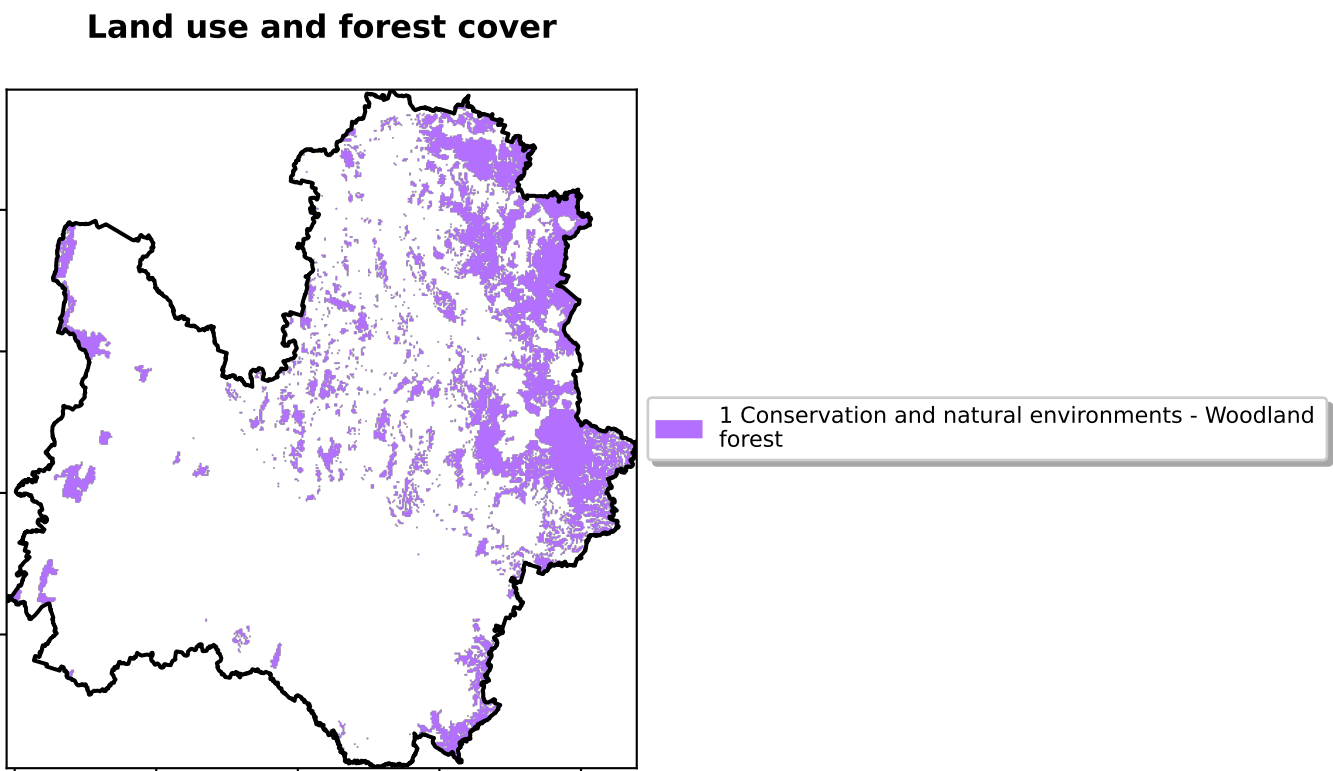 Land use and forest cover
1 Conservation and natural environments - Woodland
forest